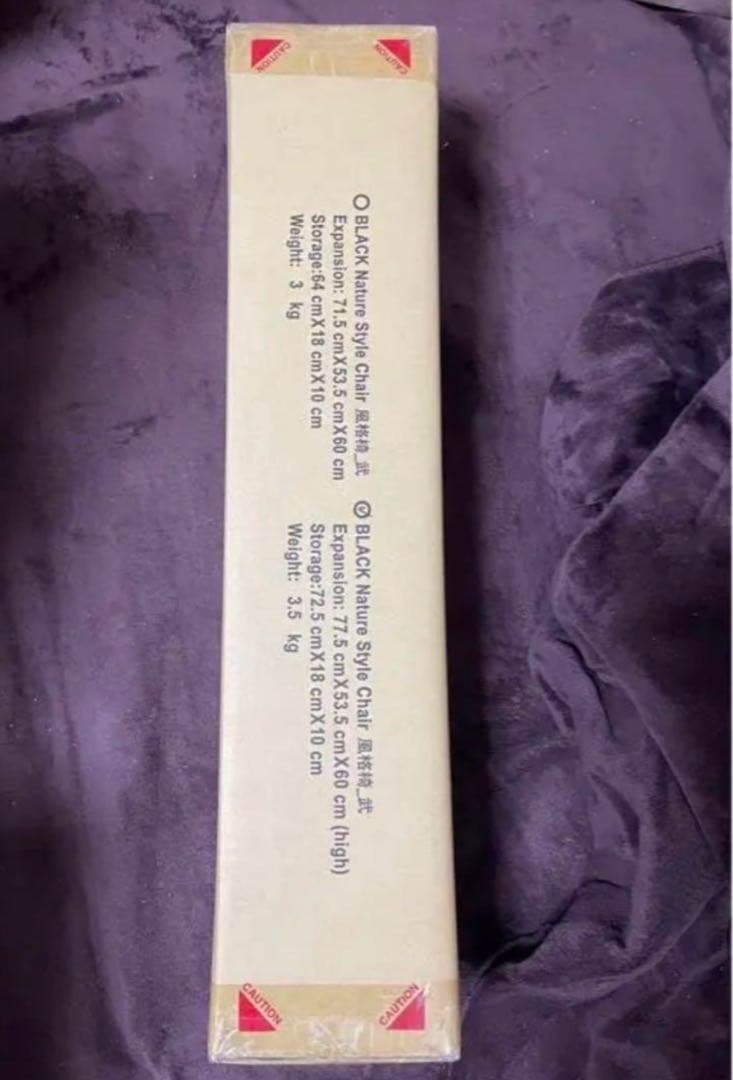 CAUTION
CAUTION
BLACK Nature Style Chair 風格椅_武
Expansion: 71.5 cmX53.5 cmX60 cm
Storage:64 cmX18 cmX10 cm
Weight: 3 kg
BLACK Nature Style Chair 風格椅_武
Expansion: 77.5 cmX53.5 cmX60 cm (high)
Storage:72.5 cmX18 cmX10 cm
Weight: 3.5 kg
CAUTION
CAUTION